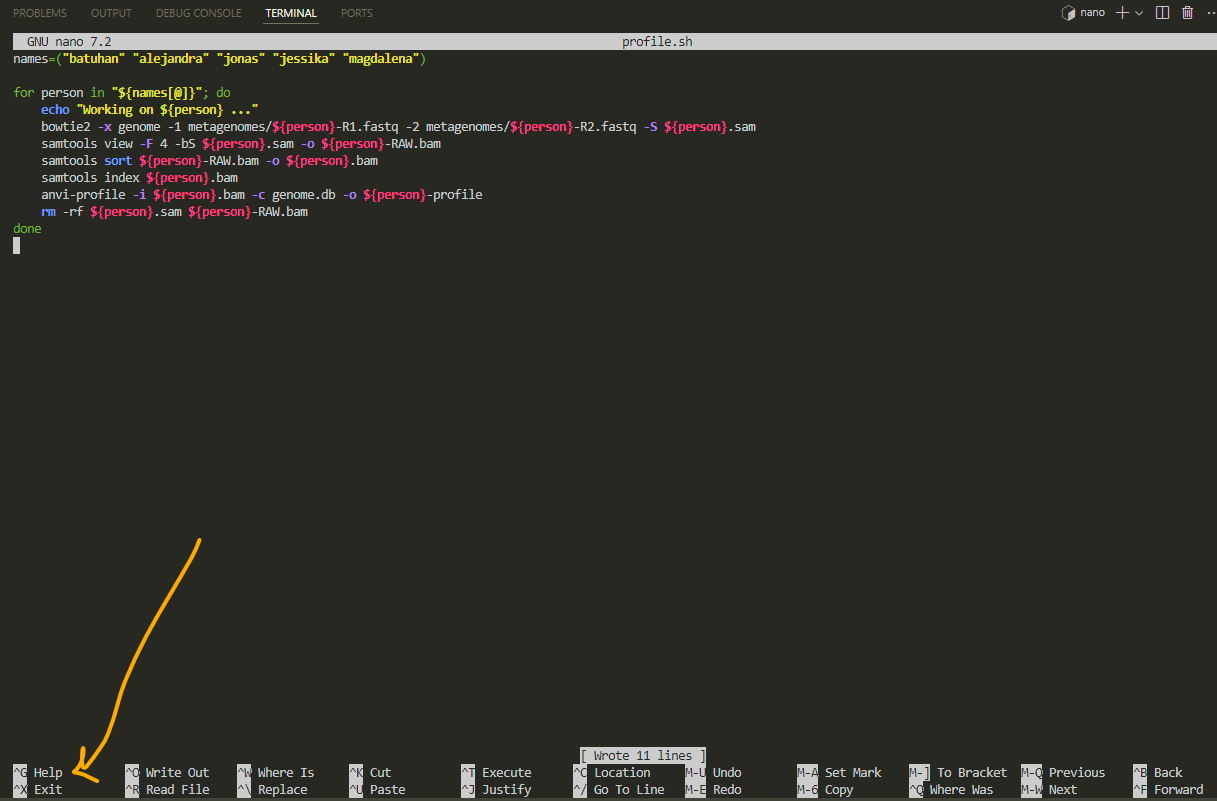 PROBLEMS OUTPUT DEBUG CONSOLE TERMINAL PORTS nano
GNU nano 7.2 profile.sh
names=("batuhan" "alejandra" "jonas" "jessika" "magdalena")
for person in "${names[@]}"; do
    echo "Working on ${person} ..."
    bowtie2 -x genome -1 metagenomes/${person}-R1.fastq -2 metagenomes/${person}-R2.fastq -S ${person}.sam
    samtools view -F 4 -bS ${person}.sam -o ${person}-RAW.bam
    samtools sort ${person}-RAW.bam -o ${person}.bam
    samtools index ${person}.bam
    anvi-profile -i ${person}.bam -c genome.db -o ${person}-profile
    rm -rf ${person}.sam ${person}-RAW.bam
done
[ Wrote 11 lines ]
^G Help ^O Write Out ^W Where Is ^K Cut ^T Execute ^C Location M-U Undo M-A Set Mark M-] To Bracket M-Q Previous ^B Back
^X Exit ^R Read File ^\ Replace ^U Paste ^J Justify ^/ Go To Line M-E Redo M-6 Copy ^Q Where Was M-W Next ^F Forward